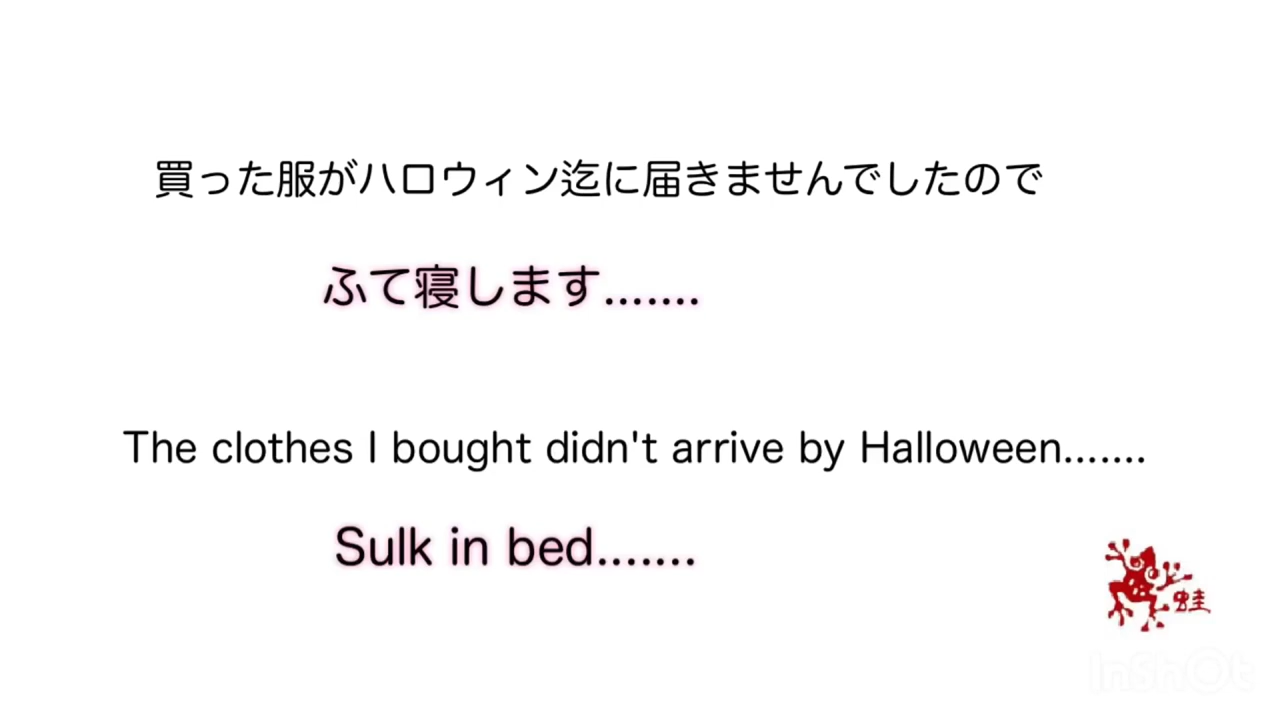 買った服がハロウィン迄に届きませんでしたので
ふて寝します.......
The clothes I bought didn't arrive by Halloween.......
Sulk in bed.......
蛙
InShOt